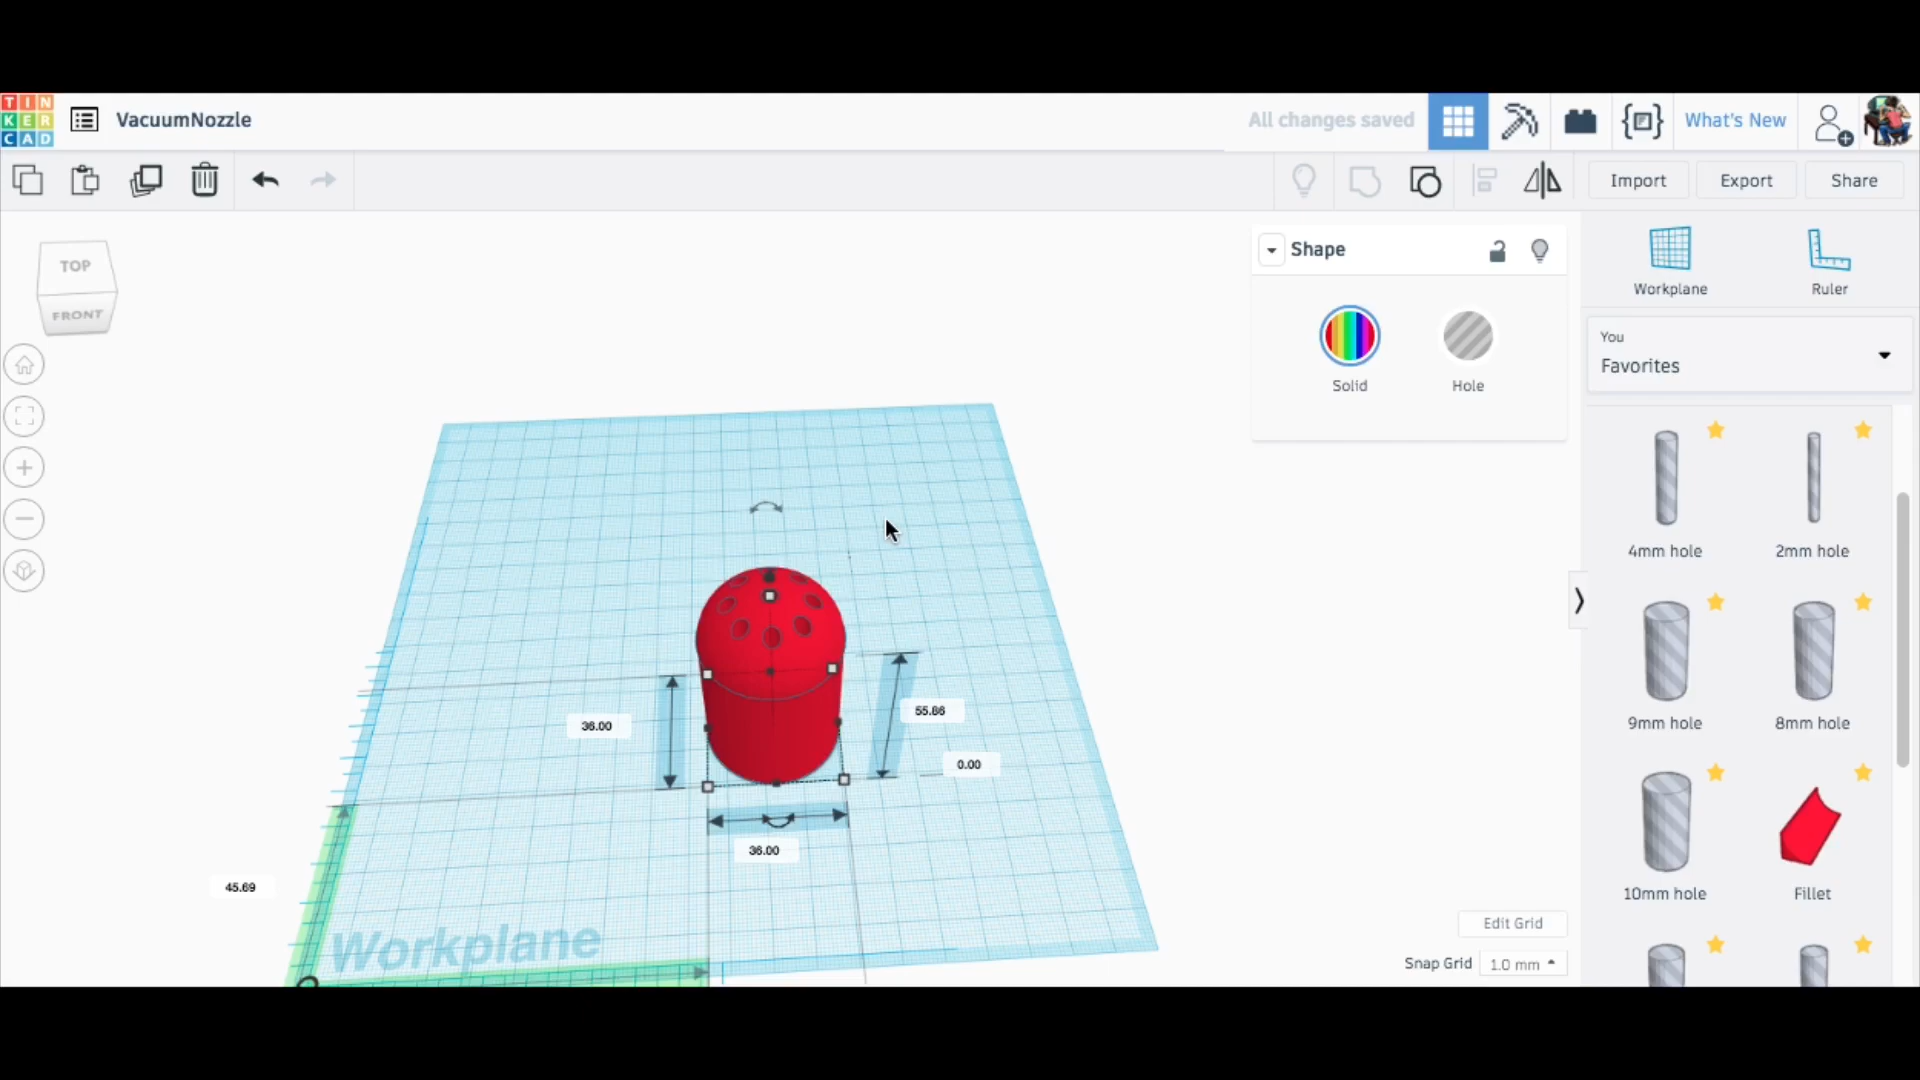 TIN
KER
CAD
VacuumNozzle
All changes saved
What's New
Import
Export
Share
TOP
FRONT
Shape
Solid
Hole
Workplane
Ruler
You
Favorites
4mm hole
2mm hole
9mm hole
8mm hole
10mm hole
Fillet
36.00
55.86
0.00
36.00
45.69
Workplane
Edit Grid
Snap Grid
1.0 mm